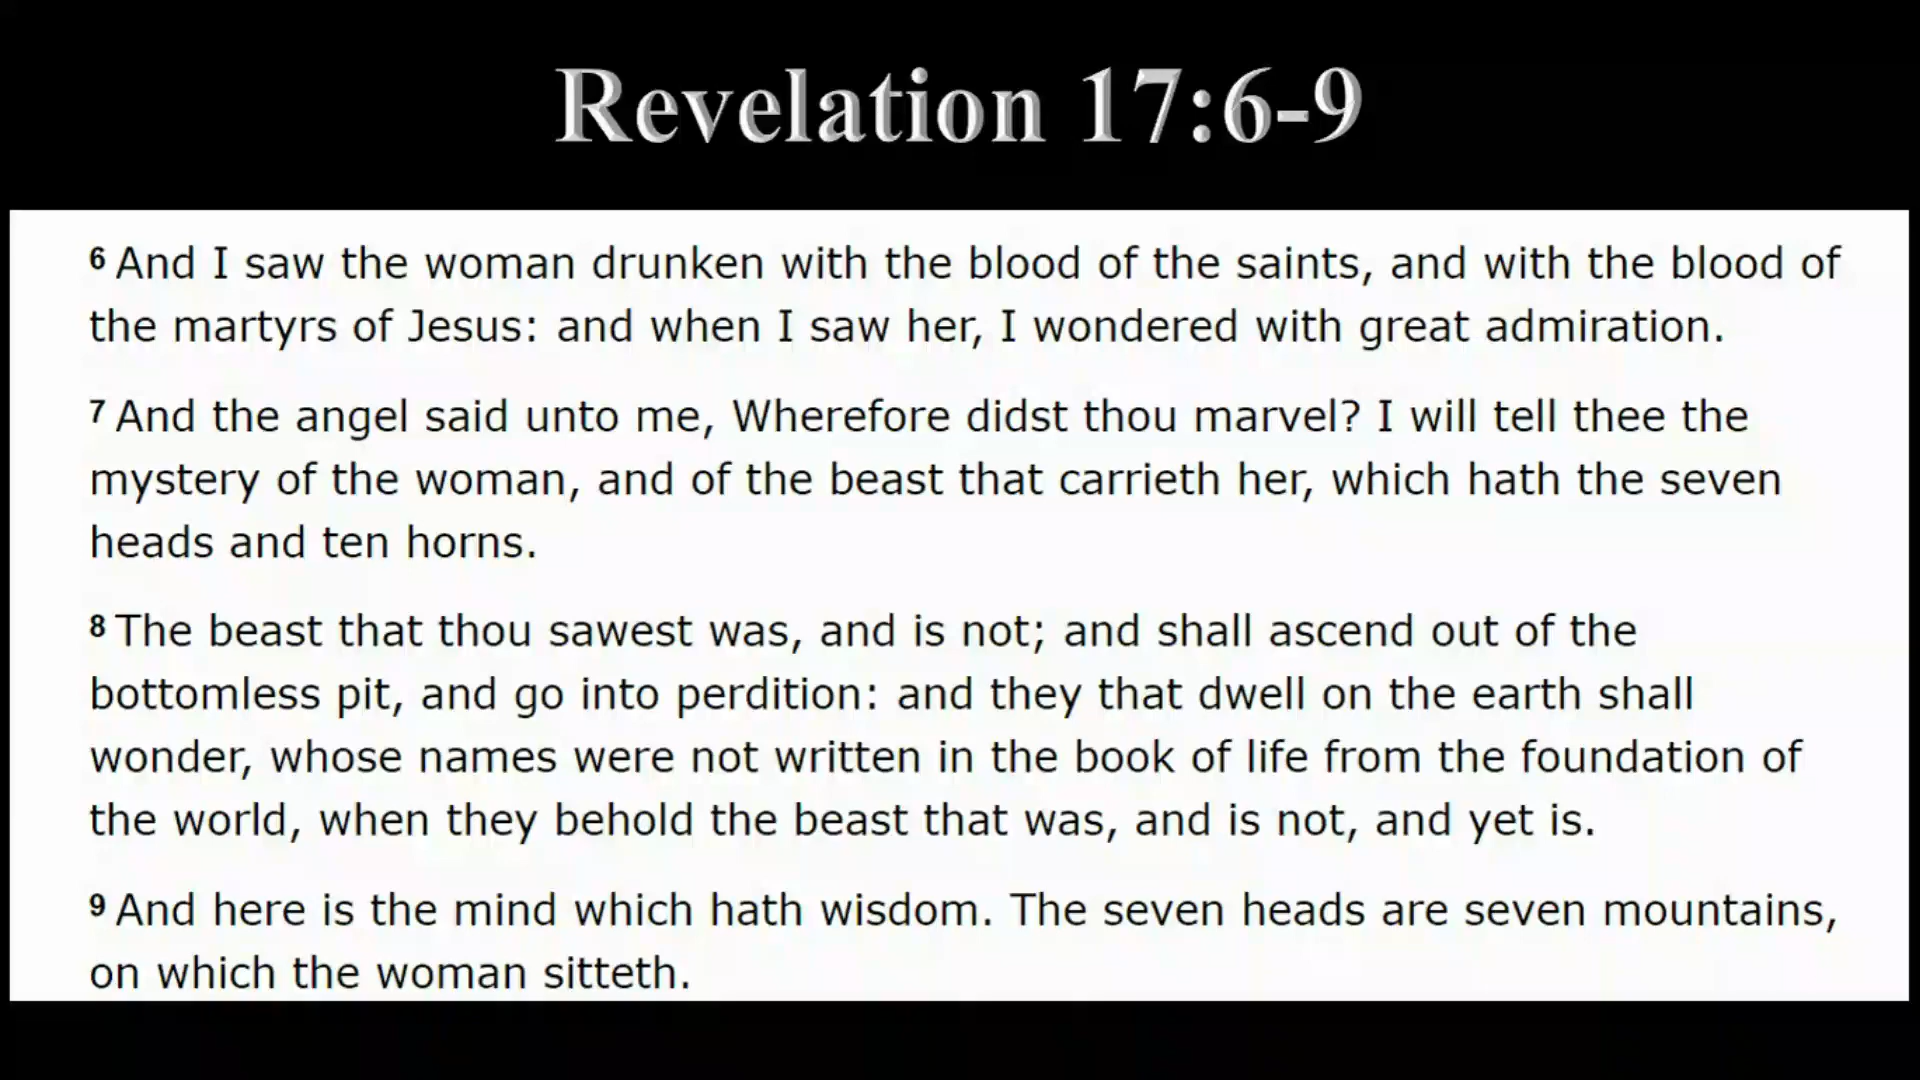 Revelation 17:6-9
6 And I saw the woman drunken with the blood of the saints, and with the blood of
the martyrs of Jesus: and when I saw her, I wondered with great admiration.
7 And the angel said unto me, Wherefore didst thou marvel? I will tell thee the
mystery of the woman, and of the beast that carrieth her, which hath the seven
heads and ten horns.
8 The beast that thou sawest was, and is not; and shall ascend out of the
bottomless pit, and go into perdition: and they that dwell on the earth shall
wonder, whose names were not written in the book of life from the foundation of
the world, when they behold the beast that was, and is not, and yet is.
9 And here is the mind which hath wisdom. The seven heads are seven mountains,
on which the woman sitteth.